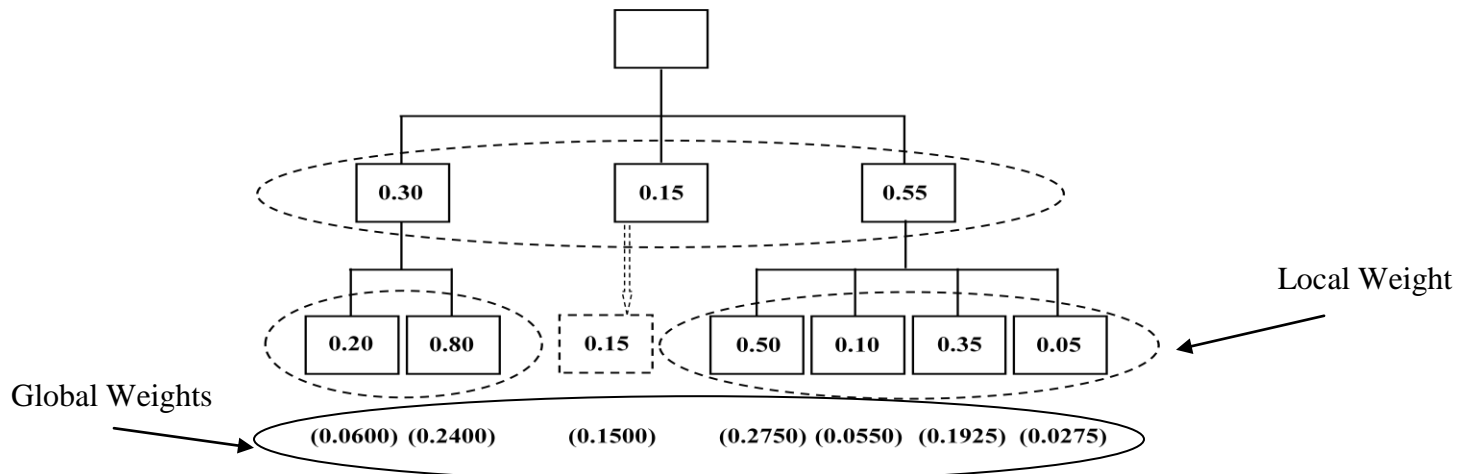 0.30 0.15 0.55
Local Weight
0.20 0.80 0.15 0.50 0.10 0.35 0.05
Global Weights
(0.0600) (0.2400) (0.1500) (0.2750) (0.0550) (0.1925) (0.0275)